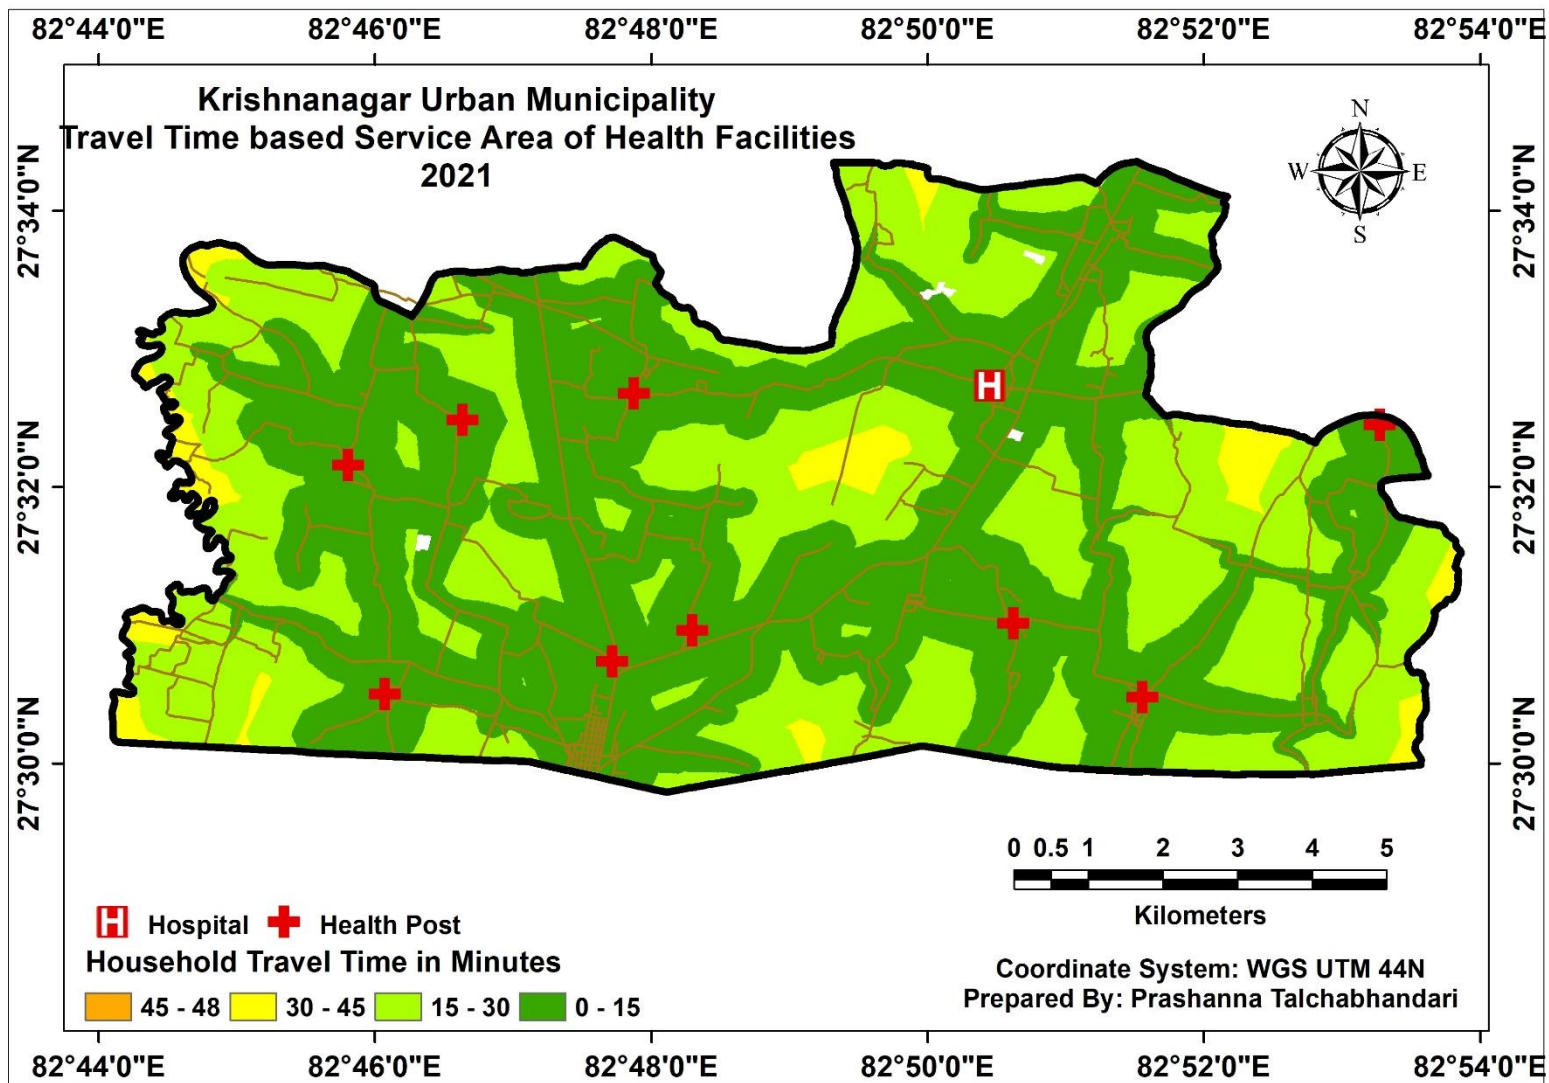 82°44'0"E 82°46'0"E 82°48'0"E 82°50'0"E 82°52'0"E 82°54'0"E
Krishnanagar Urban Municipality
Travel Time based Service Area of Health Facilities
2021
N
W E
S
27°34'0"N 27°34'0"N
H
27°32'0"N 27°32'0"N
27°30'0"N 27°30'0"N
0 0.5 1 2 3 4 5
Kilometers
H Hospital Health Post
Household Travel Time in Minutes
45 - 48 30 - 45 15 - 30 0 - 15
Coordinate System: WGS UTM 44N
Prepared By: Prashanna Talchabhandari
82°44'0"E 82°46'0"E 82°48'0"E 82°50'0"E 82°52'0"E 82°54'0"E